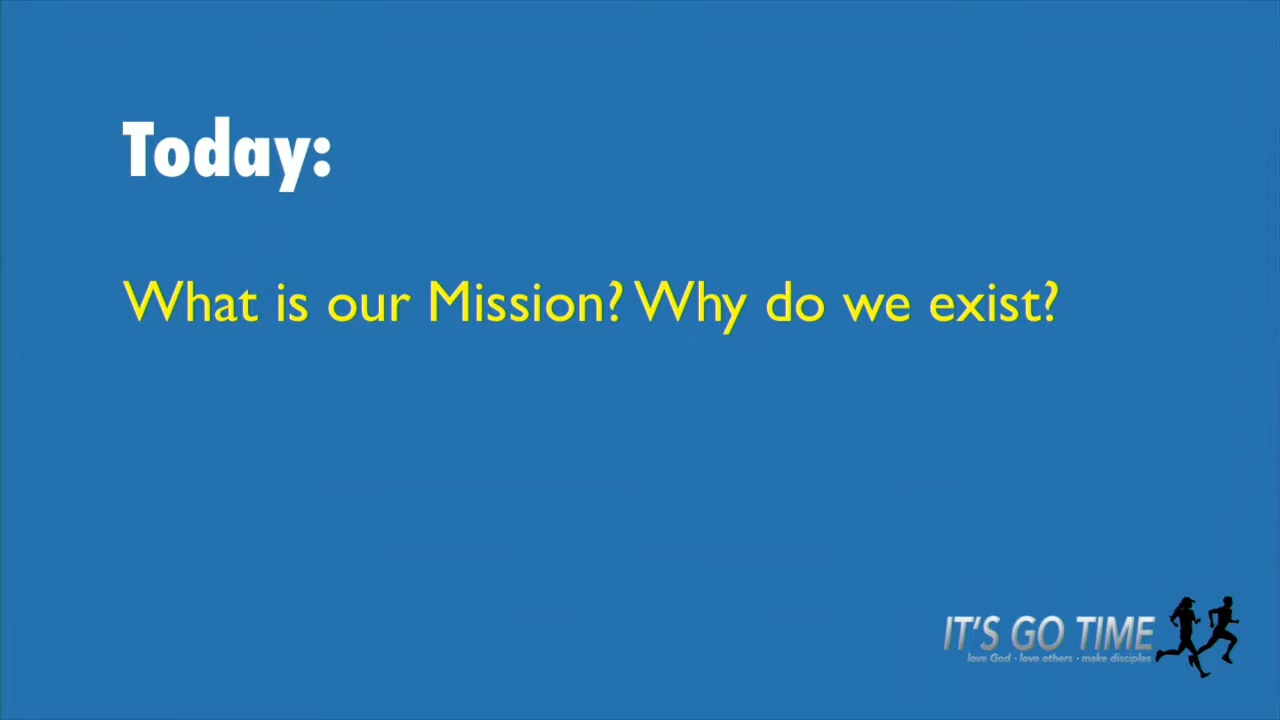 Today:
What is our Mission? Why do we exist?
IT'S GO TIME
love God · love others · make disciples